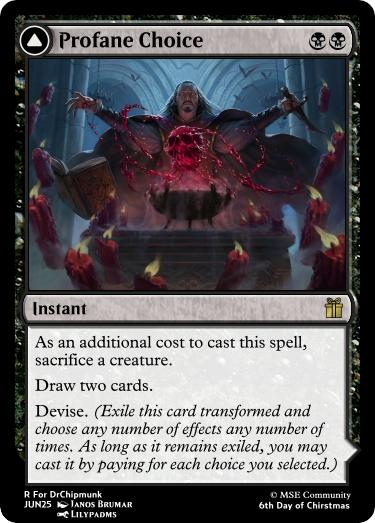 Profane Choice
Instant
As an additional cost to cast this spell,
sacrifice a creature.
Draw two cards.
Devise. (Exile this card transformed and
choose any number of effects any number of
times. As long as it remains exiled, you may
cast it by paying for each choice you selected.)
R For DrChipmunk
© MSE Community
JUN25 Ianos Brumar
6th Day of Chirstmas
Lilypadms